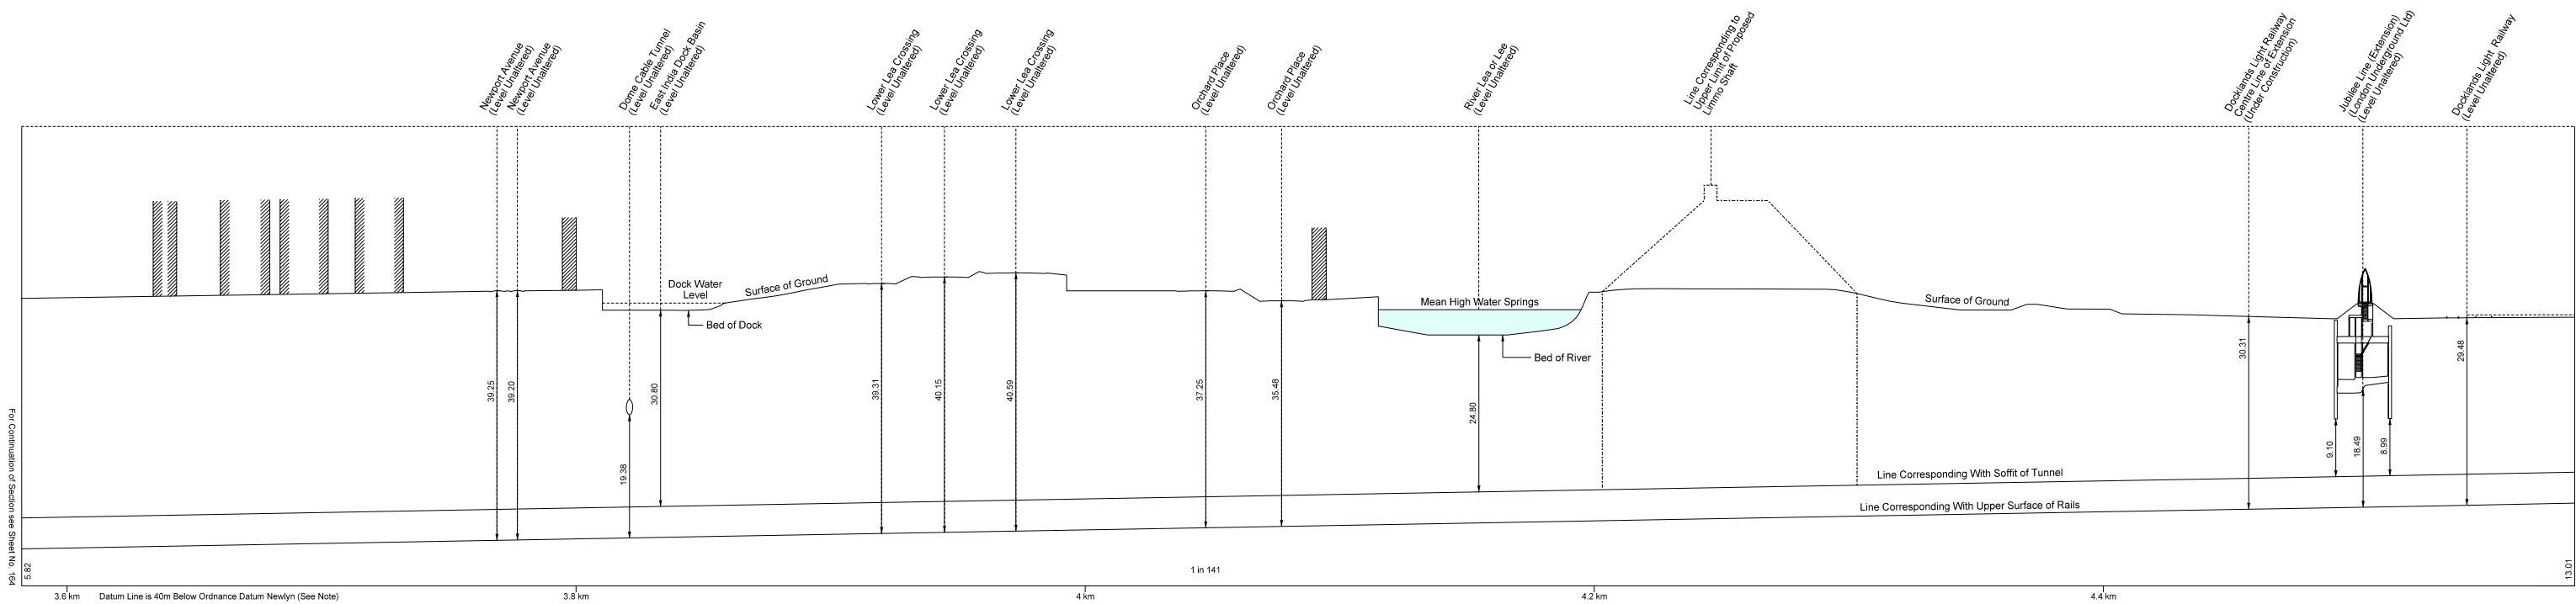 Newport Avenue
(Level Unaltered)
Newport Avenue
(Level Unaltered)
Dome Cable Tunnel
(Level Unaltered)
East India Dock Basin
(Level Unaltered)
Lower Lea Crossing
(Level Unaltered)
Lower Lea Crossing
(Level Unaltered)
Lower Lea Crossing
(Level Unaltered)
Orchard Place
(Level Unaltered)
Orchard Place
(Level Unaltered)
River Lea or Lee
(Level Unaltered)
Line Corresponding to
Upper Limit of Proposed
Limmo Shaft
Docklands Light Railway
Centre Line of Extension
(Under Construction)
Jubilee Line (Extension)
(London Underground Ltd)
(Level Unaltered)
Docklands Light Railway
(Level Unaltered)
Dock Water
Level
Surface of Ground
Bed of Dock
Mean High Water Springs
Bed of River
Surface of Ground
39.25
39.20
19.38
30.80
39.31
40.15
40.59
37.25
35.48
24.80
30.31
9.10
18.49
8.99
29.48
Line Corresponding With Soffit of Tunnel
Line Corresponding With Upper Surface of Rails
For Continuation of Section see Sheet No. 164
5.82
1 in 141
13.01
3.6 km
Datum Line is 40m Below Ordnance Datum Newlyn (See Note)
3.8 km
4 km
4.2 km
4.4 km